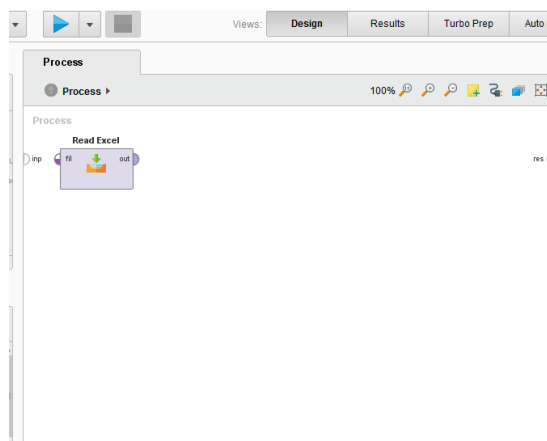 Views: Design Results Turbo Prep Auto
Process
Process
100%
Process
Read Excel
inp fil out res